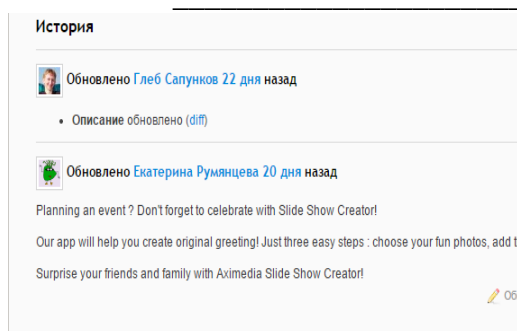 История
Обновлено Глеб Сапунков 22 дня назад
• Описание обновлено (diff)
Обновлено Екатерина Румянцева 20 дня назад
Planning an event ? Don't forget to celebrate with Slide Show Creator!
Our app will help you create original greeting! Just three easy steps : choose your fun photos, add t
Surprise your friends and family with Aximedia Slide Show Creator!
Об